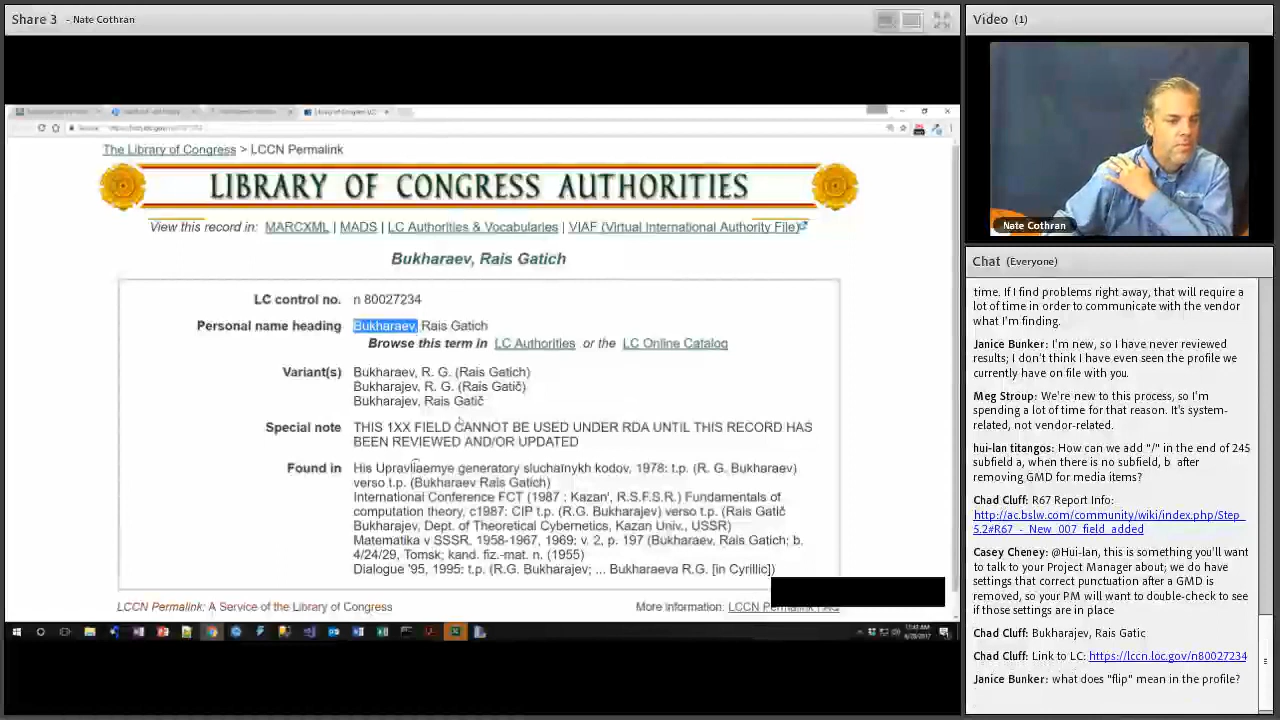 Share 3 - Nate Cothran
Video (1)
Nate Cothran
The Library of Congress > LCCN Permalink
LIBRARY OF CONGRESS AUTHORITIES
View this record in: MARCXML | MADS | LC Authorities & Vocabularies | VIAF (Virtual International Authority File)
Bukharaev, Rais Gatich
LC control no. n 80027234
Personal name heading Bukharaev, Rais Gatich
Browse this term in LC Authorities or the LC Online Catalog
Variant(s) Bukharaev, R. G. (Rais Gatich)
Bukharajev, R. G. (Rais Gatič)
Bukharajev, Rais Gatič
Special note THIS 1XX FIELD CANNOT BE USED UNDER RDA UNTIL THIS RECORD HAS
BEEN REVIEWED AND/OR UPDATED
Found in His Upravli͡aemye generatory sluchaĭnykh kodov, 1978: t.p. (R. G. Bukharaev)
verso t.p. (Bukharaev Rais Gatich)
International Conference FCT (1987 : Kazan', R.S.F.S.R.) Fundamentals of
computation theory, c1987: CIP t.p. (R.G. Bukharajev) verso t.p. (Rais Gatič
Bukharajev, Dept. of Theoretical Cybernetics, Kazan Univ., USSR)
Matematika v SSSR, 1958-1967, 1969: v. 2, p. 197 (Bukharaev, Rais Gatich; b.
4/24/29, Tomsk; kand. fiz.-mat. n. (1955)
Dialogue '95, 1995: t.p. (R.G. Bukharajev; ... Bukharaeva R.G. [in Cyrillic])
LCCN Permalink: A Service of the Library of Congress
More information: LCCN
Chat (Everyone)
time. If I find problems right away, that will require a
lot of time in order to communicate with the vendor
what I'm finding.
Janice Bunker: I'm new, so I have never reviewed
results; I don't think I have even seen the profile we
currently have on file with you.
Meg Stroup: We're new to this process, so I'm
spending a lot of time for that reason. It's system-
related, not vendor-related.
hui-lan titangos: How can we add "/" in the end of 245
subfield a, when there is no subfield, b after
removing GMD for media items?
Chad Cluff: R67 Report Info:
http://ac.bslw.com/community/wiki/index.php/Step_
5.2#R67_-_New_007_field_added
Casey Cheney: @Hui-lan, this is something you'll want
to talk to your Project Manager about; we do have
settings that correct punctuation after a GMD is
removed, so your PM will want to double-check to see
if those settings are in place
Chad Cluff: Bukharajev, Rais Gatic
Chad Cluff: Link to LC: https://lccn.loc.gov/n80027234
Janice Bunker: what does "flip" mean in the profile?